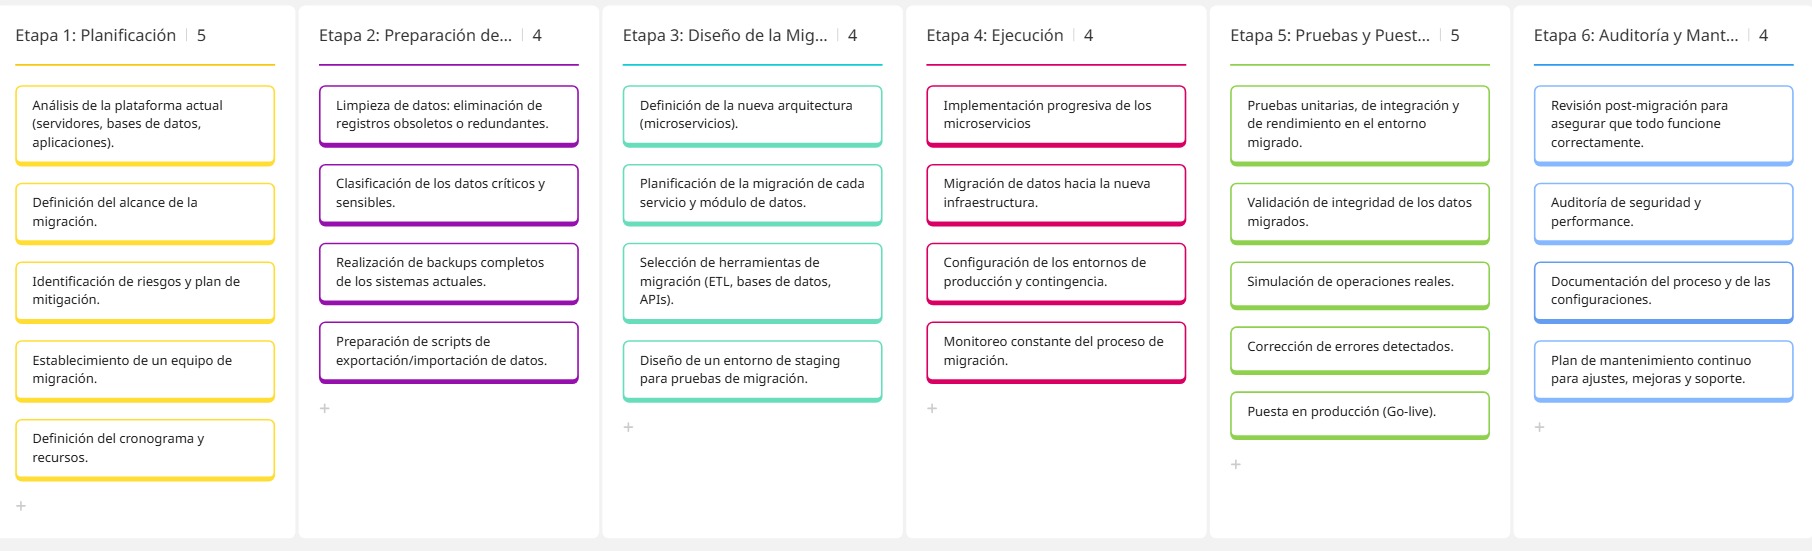 Etapa 1: Planificación 5
Análisis de la plataforma actual
(servidores, bases de datos,
aplicaciones).
Definición del alcance de la
migración.
Identificación de riesgos y plan de
mitigación.
Establecimiento de un equipo de
migración.
Definición del cronograma y
recursos.
+
Etapa 2: Preparación de... 4
Limpieza de datos: eliminación de
registros obsoletos o redundantes.
Clasificación de los datos críticos y
sensibles.
Realización de backups completos
de los sistemas actuales.
Preparación de scripts de
exportación/importación de datos.
+
Etapa 3: Diseño de la Mig... 4
Definición de la nueva arquitectura
(microservicios).
Planificación de la migración de cada
servicio y módulo de datos.
Selección de herramientas de
migración (ETL, bases de datos,
APIs).
Diseño de un entorno de staging
para pruebas de migración.
+
Etapa 4: Ejecución 4
Implementación progresiva de los
microservicios
Migración de datos hacia la nueva
infraestructura.
Configuración de los entornos de
producción y contingencia.
Monitoreo constante del proceso de
migración.
+
Etapa 5: Pruebas y Puest... 5
Pruebas unitarias, de integración y
de rendimiento en el entorno
migrado.
Validación de integridad de los datos
migrados.
Simulación de operaciones reales.
Corrección de errores detectados.
Puesta en producción (Go-live).
+
Etapa 6: Auditoría y Mant... 4
Revisión post-migración para
asegurar que todo funcione
correctamente.
Auditoría de seguridad y
performance.
Documentación del proceso y de las
configuraciones.
Plan de mantenimiento continuo
para ajustes, mejoras y soporte.
+